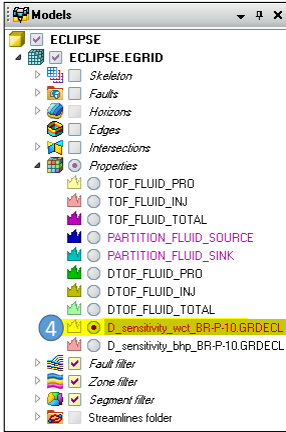 Models
ECLIPSE
ECLIPSE.EGRID
Skeleton
Faults
Horizons
Edges
Intersections
Properties
TOF_FLUID_PRO
TOF_FLUID_INJ
TOF_FLUID_TOTAL
PARTITION_FLUID_SOURCE
PARTITION_FLUID_SINK
DTOF_FLUID_PRO
DTOF_FLUID_INJ
DTOF_FLUID_TOTAL
4 D_sensitivity_wct_BR-P-10.GRDECL
D_sensitivity_bhp_BR-P-10.GRDECL
Fault filter
Zone filter
Segment filter
Streamlines folder